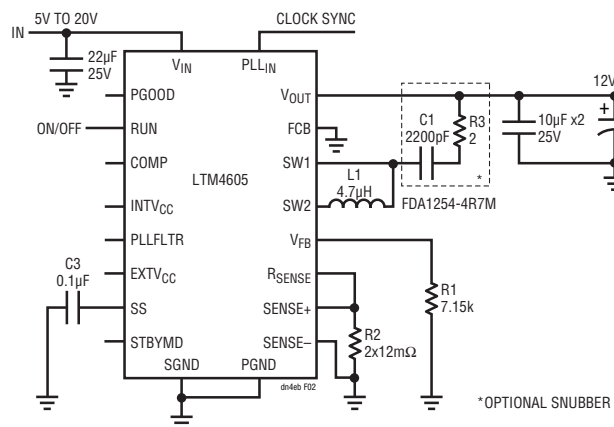 5V TO 20V
CLOCK SYNC
IN
22µF
25V
VIN
PLLIN
PGOOD
VOUT
12V
ON/OFF
RUN
FCB
C1
2200pF
R3
2
10µF x2
25V
+
COMP
SW1
*
LTM4605
L1
4.7µH
FDA1254-4R7M
INTVCC
SW2
PLLFLTR
VFB
C3
0.1µF
EXTVCC
RSENSE
R1
7.15k
SS
SENSE+
R2
2x12mΩ
STBYMD
SENSE–
SGND
PGND
dn4eb F02
*OPTIONAL SNUBBER